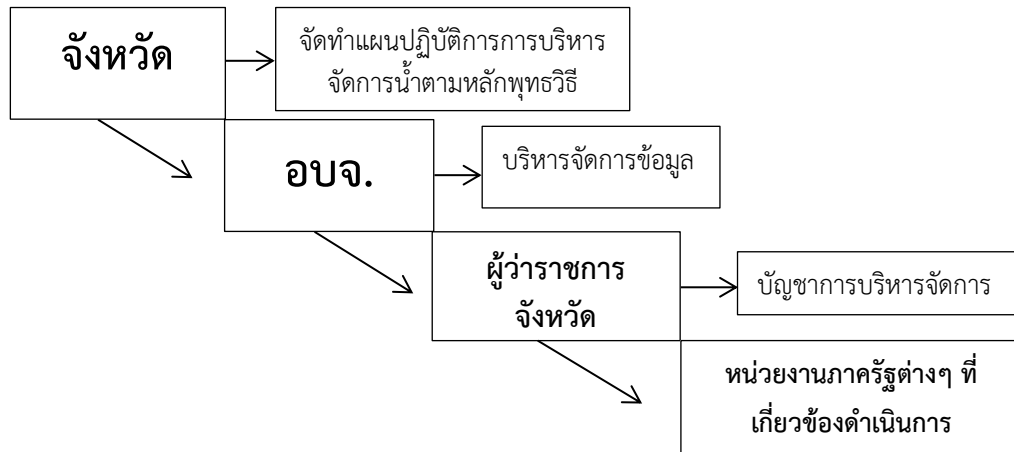 จังหวัด
จัดทำแผนปฏิบัติการการบริหาร
จัดการน้ำตามหลักพุทธวิธี
อบจ.
บริหารจัดการข้อมูล
ผู้ว่าราชการ
จังหวัด
บัญชาการบริหารจัดการ
หน่วยงานภาครัฐต่างๆ ที่
เกี่ยวข้องดำเนินการ